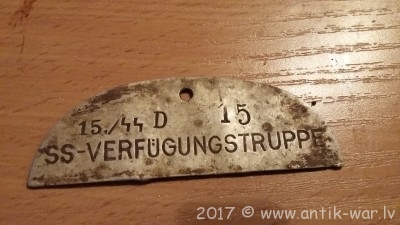 15./44 D 15
SS-VERFÜGUNGSTRUPPE
2017 © www.antik-war.lv